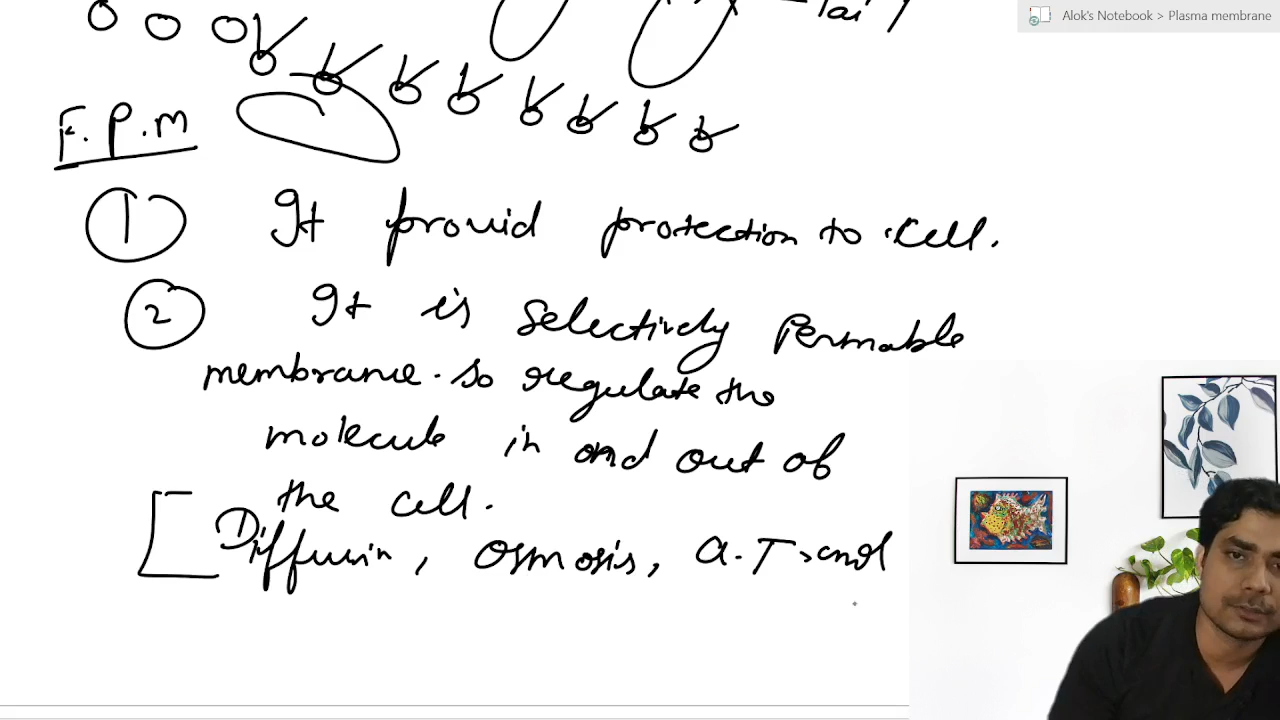 Alok's Notebook > Plasma membrane
Tail
F.P.M
1 It provid protection to cell.
2 It is selectively Permable
membrane. so regulate the
molecule in and out of
the cell.
Diffusin, osmosis, a.T and